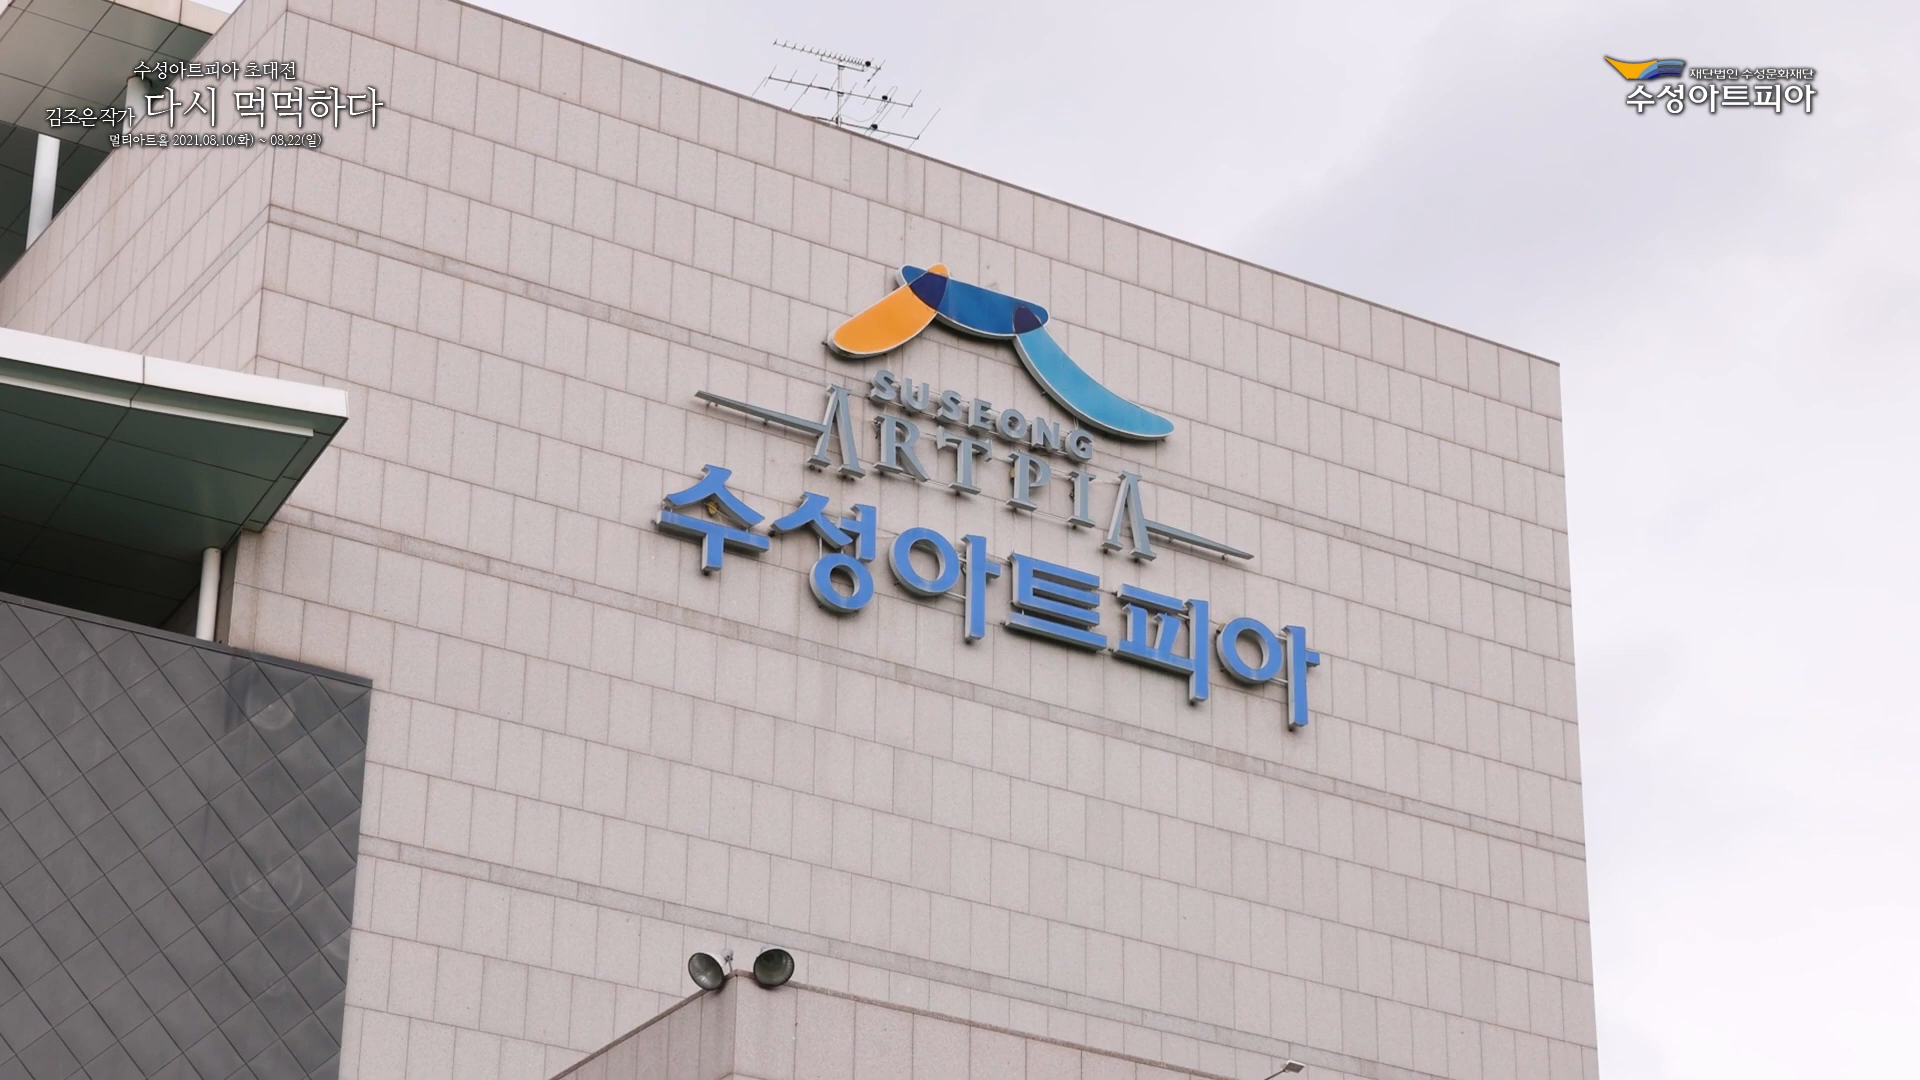 수성아트피아 초대전
김조은 작가 다시 먹먹하다
멀티아트홀 2021.08.10(화) ~ 08.22(일)
재단법인 수성문화재단
수성아트피아
SUSEONG
ARTPIA
수성아트피아